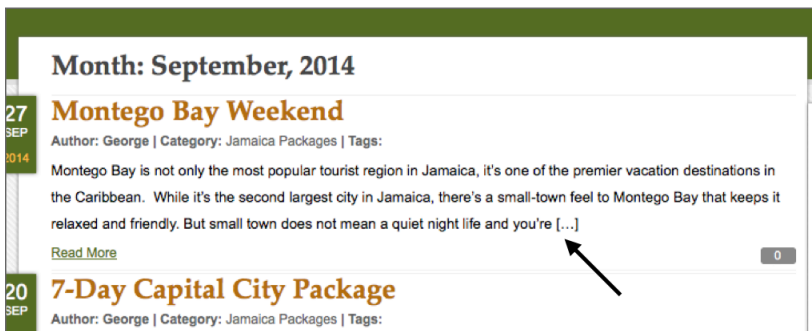 Month: September, 2014
27
SEP
2014
Montego Bay Weekend
Author: George | Category: Jamaica Packages | Tags:
Montego Bay is not only the most popular tourist region in Jamaica, it's one of the premier vacation destinations in
the Caribbean.  While it's the second largest city in Jamaica, there's a small-town feel to Montego Bay that keeps it
relaxed and friendly. But small town does not mean a quiet night life and you're [...]
Read More
0
20
SEP
7-Day Capital City Package
Author: George | Category: Jamaica Packages | Tags: